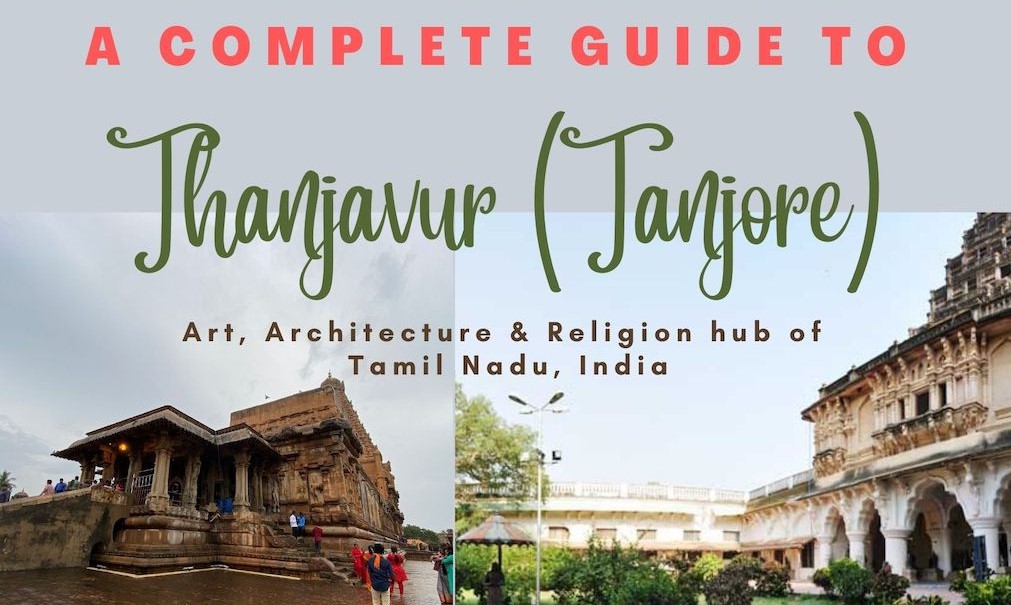 A COMPLETE GUIDE TO
Thanjavur (Tanjore)
Art, Architecture & Religion hub of
Tamil Nadu, India